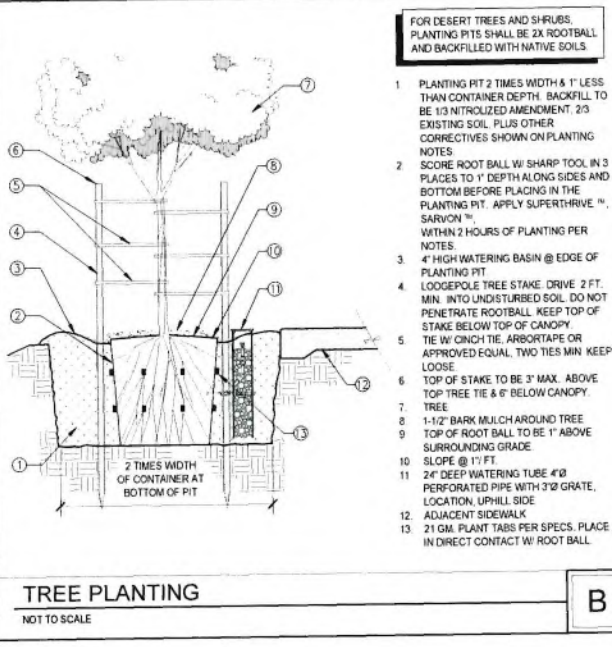 FOR DESERT TREES AND SHRUBS,
PLANTING PITS SHALL BE 2X ROOTBALL
AND BACKFILLED WITH NATIVE SOILS.
1 PLANTING PIT 2 TIMES WIDTH & 1" LESS
THAN CONTAINER DEPTH. BACKFILL TO
BE 1/3 NITROLIZED AMENDMENT, 2/3
EXISTING SOIL, PLUS OTHER
CORRECTIVES SHOWN ON PLANTING
NOTES
2 SCORE ROOT BALL W/ SHARP TOOL IN 3
PLACES TO 1" DEPTH ALONG SIDES AND
BOTTOM BEFORE PLACING IN THE
PLANTING PIT. APPLY SUPERTHRIVE ™,
SARVON ™,
WITHIN 2 HOURS OF PLANTING PER
NOTES.
3. 4" HIGH WATERING BASIN @ EDGE OF
PLANTING PIT
4. LODGEPOLE TREE STAKE. DRIVE 2 FT.
MIN. INTO UNDISTURBED SOIL. DO NOT
PENETRATE ROOTBALL. KEEP TOP OF
STAKE BELOW TOP OF CANOPY.
5 TIE W/ CINCH TIE, ARBORTAPE OR
APPROVED EQUAL, TWO TIES MIN. KEEP
LOOSE.
6 TOP OF STAKE TO BE 3" MAX. ABOVE
TOP TREE TIE & 6" BELOW CANOPY.
7. TREE
8 1-1/2" BARK MULCH AROUND TREE
9 TOP OF ROOT BALL TO BE 1" ABOVE
SURROUNDING GRADE
10 SLOPE @ 1"/ FT.
11 24" DEEP WATERING TUBE 4"Ø
PERFORATED PIPE WITH 3"Ø GRATE,
LOCATION, UPHILL SIDE
12. ADJACENT SIDEWALK
13. 21 GM. PLANT TABS PER SPECS. PLACE
IN DIRECT CONTACT W/ ROOT BALL
7
6
8
5
9
4
10
3
11
2
12
13
1
2 TIMES WIDTH
OF CONTAINER AT
BOTTOM OF PIT
TREE PLANTING
NOT TO SCALE
B